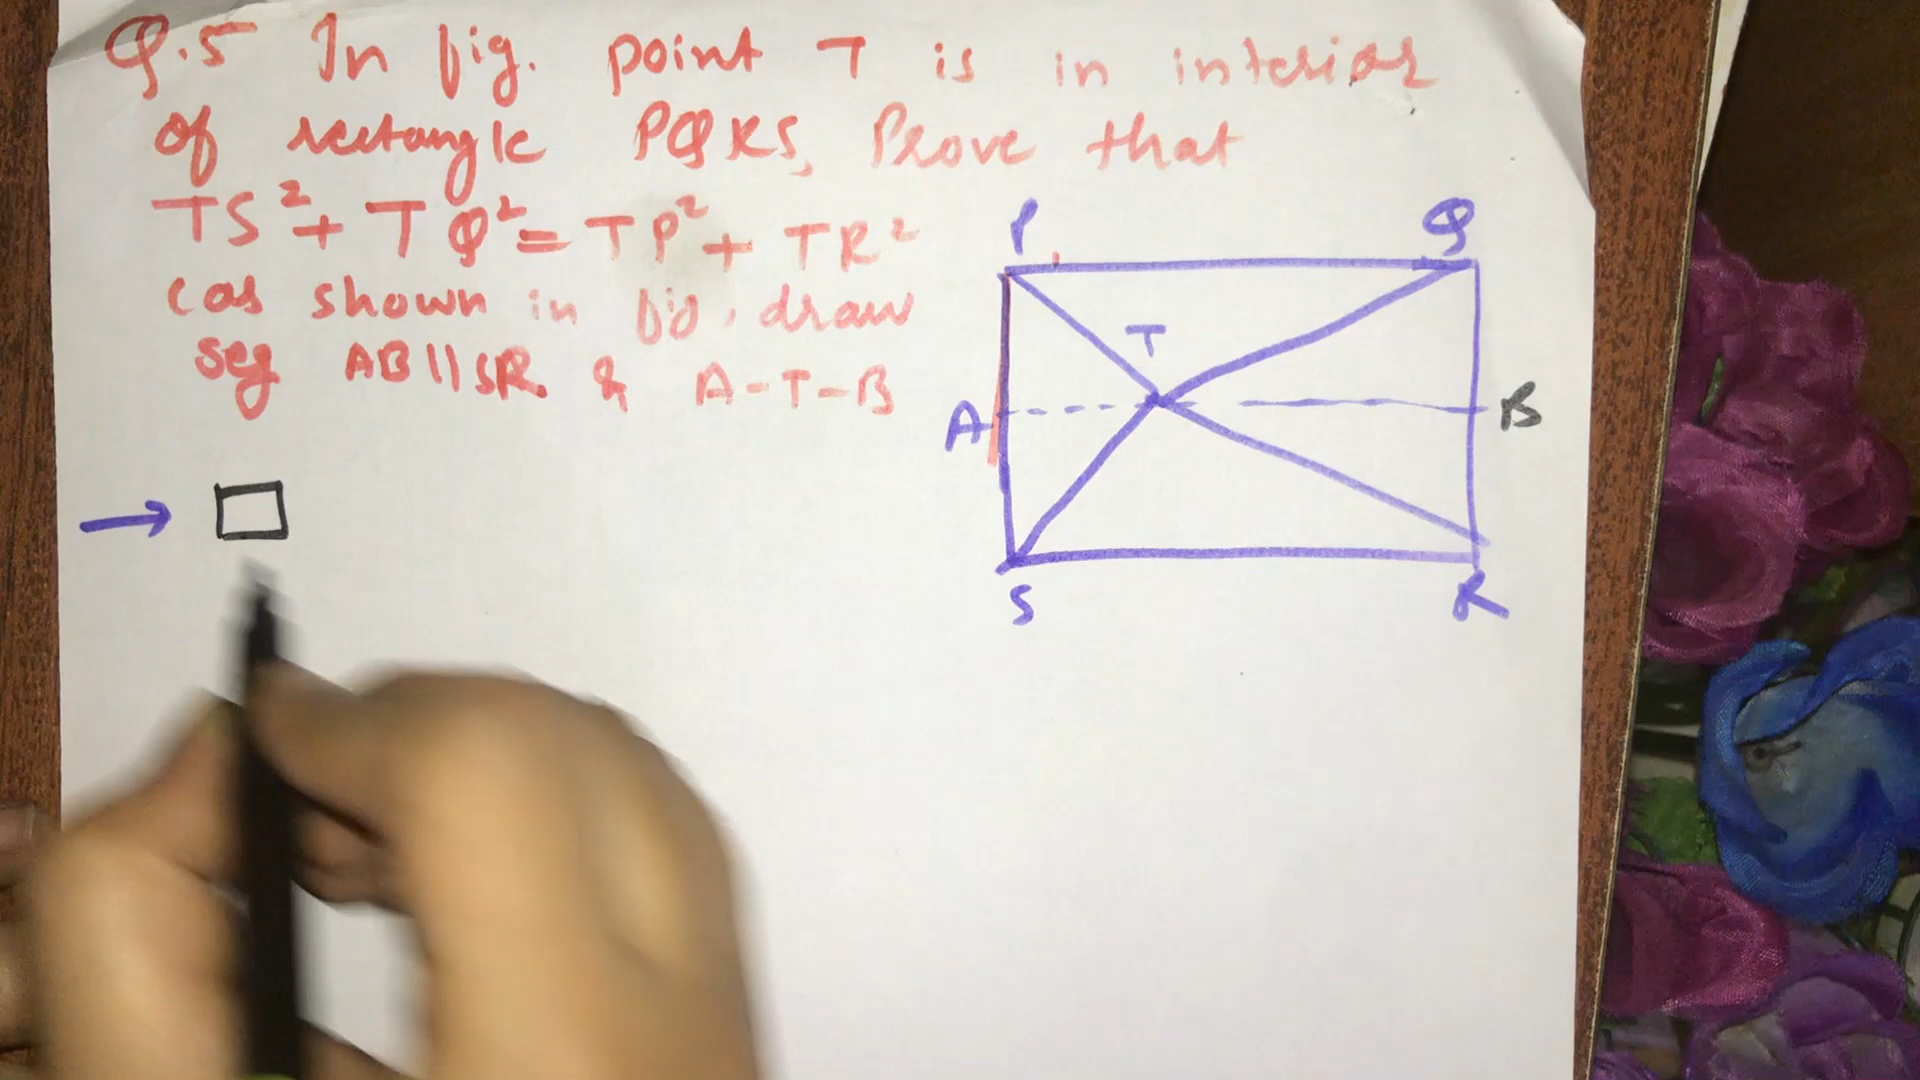 Q.5 In fig. point T is in interior
of rectangle PQRS, Prove that
TS² + TQ² = TP² + TR²
(as shown in fig, draw
seg AB || SR & A-T-B
P
Q
T
A
B
S
R